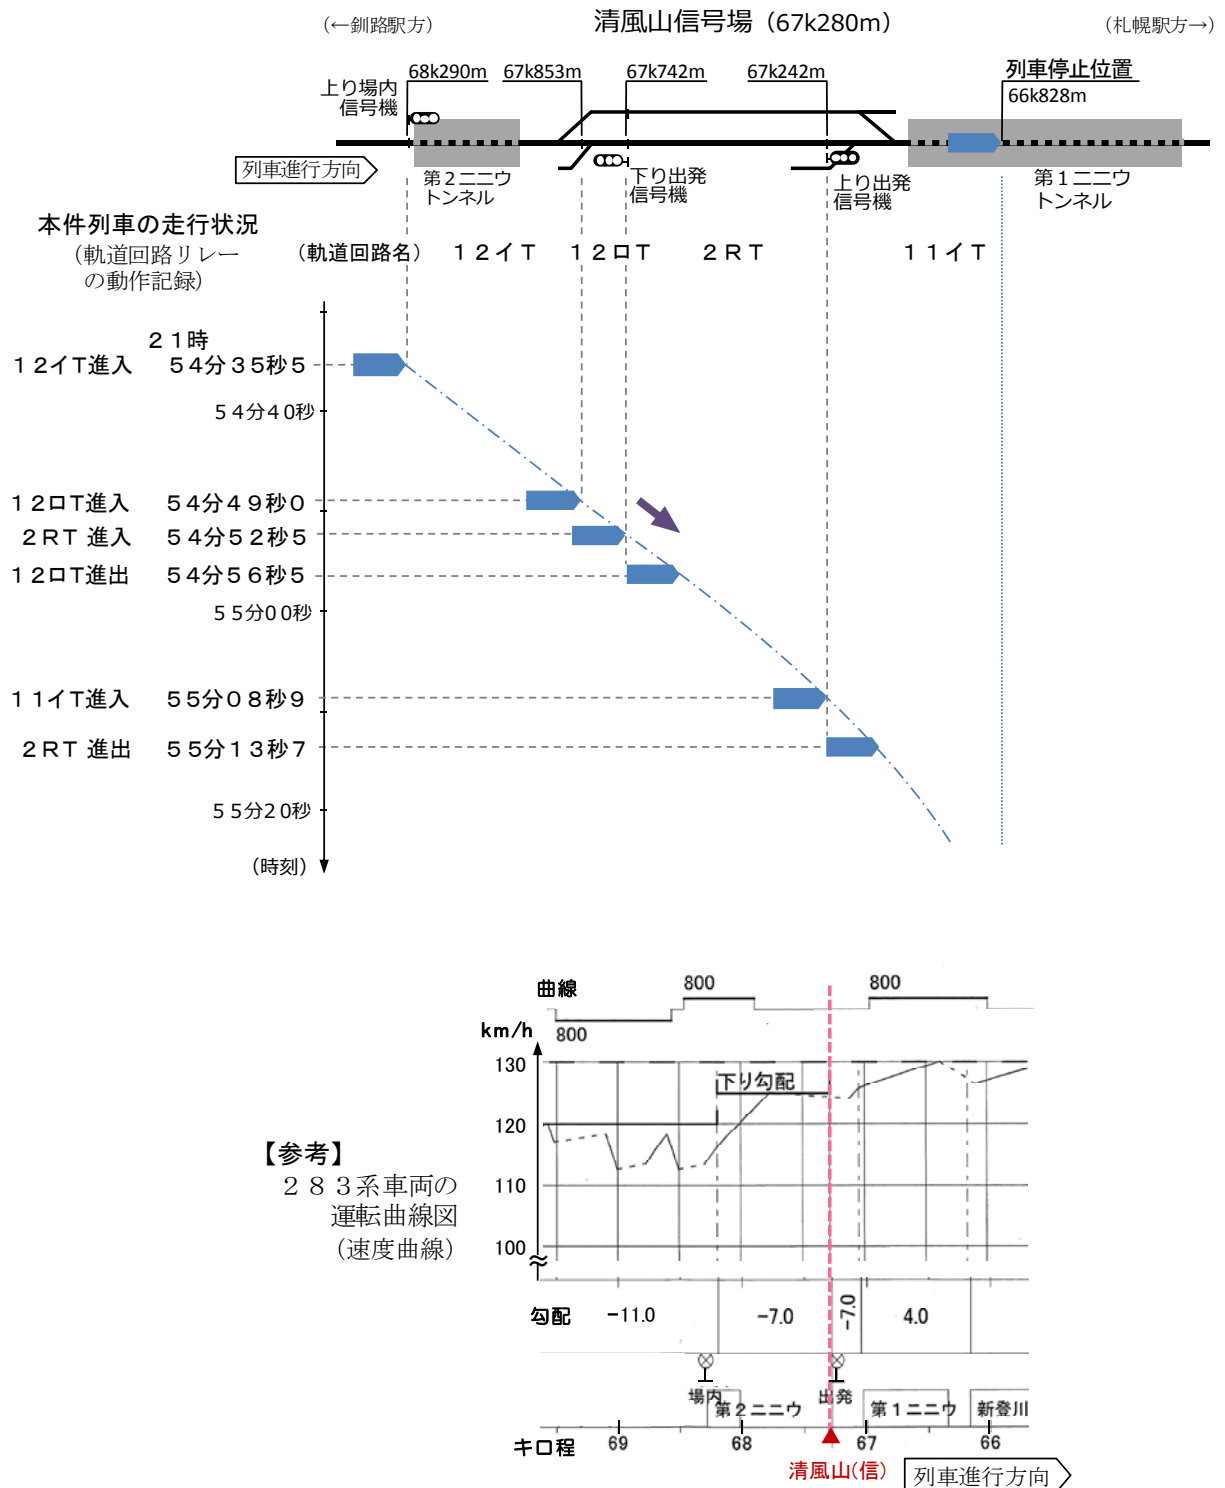 (←釧路駅方)
清風山信号場（67k280m）
(札幌駅方→)
68k290m
67k853m
67k742m
67k242m
列車停止位置
66k828m
上り場内
信号機
列車進行方向
第２ニニウ
トンネル
下り出発
信号機
上り出発
信号機
第１ニニウ
トンネル
本件列車の走行状況
（軌道回路リレー
の動作記録）
（軌道回路名）
１２イＴ
１２ロＴ
２ＲＴ
１１イＴ
２１時
１２イＴ進入 ５４分３５秒５
５４分４０秒
１２ロＴ進入 ５４分４９秒０
２ＲＴ 進入 ５４分５２秒５
１２ロＴ進出 ５４分５６秒５
５５分００秒
１１イＴ進入 ５５分０８秒９
２ＲＴ 進出 ５５分１３秒７
５５分２０秒
(時刻)
曲線
800
800
800
km/h
130
下り勾配
120
110
100
【参考】
２８３系車両の
運転曲線図
（速度曲線）
勾配
-11.0
-7.0
-7.0
4.0
場内
第２ニニウ
出発
第１ニニウ
新登川
キロ程
69
68
67
66
清風山(信)
列車進行方向